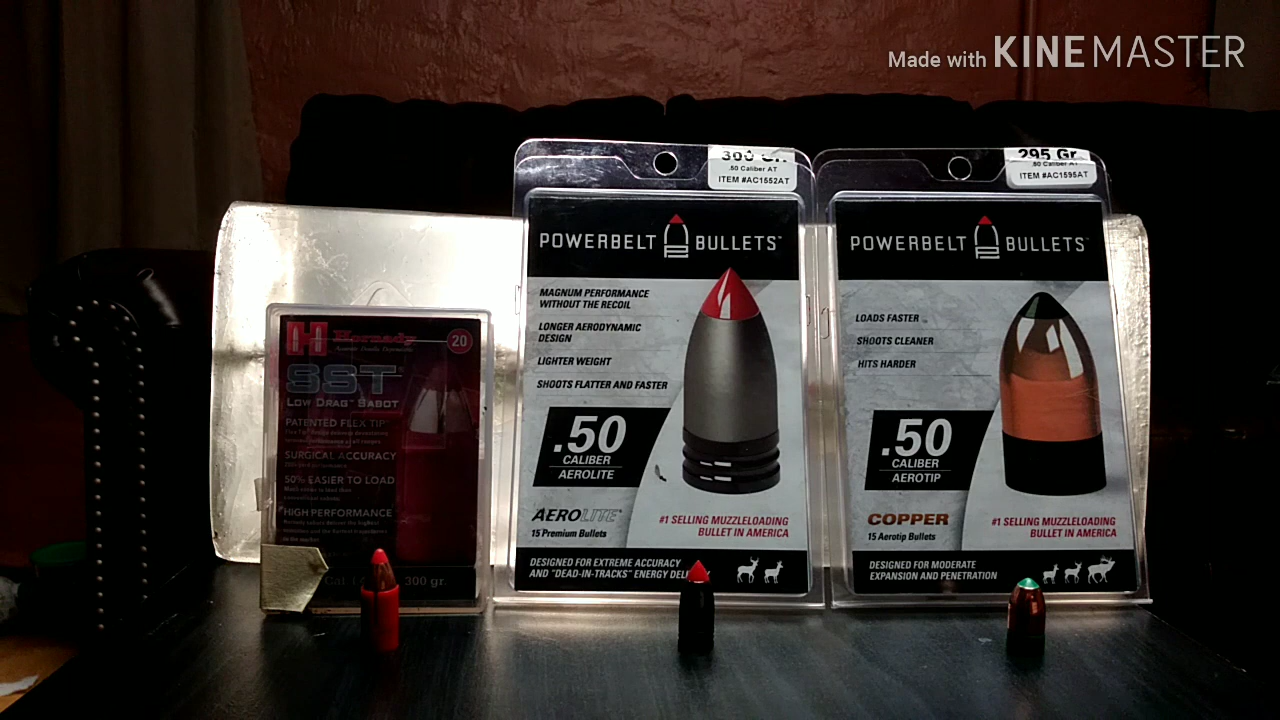 Made with KINEMASTER
Hornady
20
SST
LOW DRAG™ SABOT
PATENTED FLEX TIP
SURGICAL ACCURACY
50% EASIER TO LOAD
HIGH PERFORMANCE
300 gr.
300 Gr.
.50 Caliber AT
ITEM #AC1552AT
POWERBELT BULLETS™
MAGNUM PERFORMANCE
WITHOUT THE RECOIL
LONGER AERODYNAMIC
DESIGN
LIGHTER WEIGHT
SHOOTS FLATTER AND FASTER
.50
CALIBER
AEROLITE
AEROLITE
15 Premium Bullets
#1 SELLING MUZZLELOADING
BULLET IN AMERICA
DESIGNED FOR EXTREME ACCURACY
AND "DEAD-IN-TRACKS" ENERGY
295 Gr.
.50 Caliber AT
ITEM #AC1595AT
POWERBELT BULLETS™
LOADS FASTER
SHOOTS CLEANER
HITS HARDER
.50
CALIBER
AEROTIP
COPPER
15 Aerotip Bullets
#1 SELLING MUZZLELOADING
BULLET IN AMERICA
DESIGNED FOR MODERATE
EXPANSION AND PENETRATION